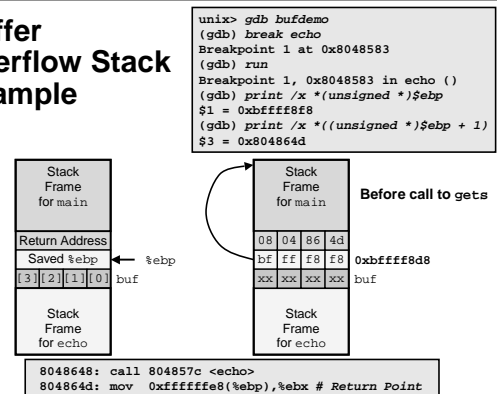 ffer
erflow Stack
ample
unix> gdb bufdemo
(gdb) break echo
Breakpoint 1 at 0x8048583
(gdb) run
Breakpoint 1, 0x8048583 in echo ()
(gdb) print /x *(unsigned *)$ebp
$1 = 0xbffff8f8
(gdb) print /x *((unsigned *)$ebp + 1)
$3 = 0x804864d
Stack
Frame
for main
Return Address
Saved %ebp
%ebp
[3][2][1][0] buf
Stack
Frame
for echo
Stack
Frame
for main
Before call to gets
08 04 86 4d
bf ff f8 f8 0xbffff8d8
xx xx xx xx buf
Stack
Frame
for echo
8048648: call 804857c <echo>
804864d: mov 0xffffffe8(%ebp),%ebx # Return Point